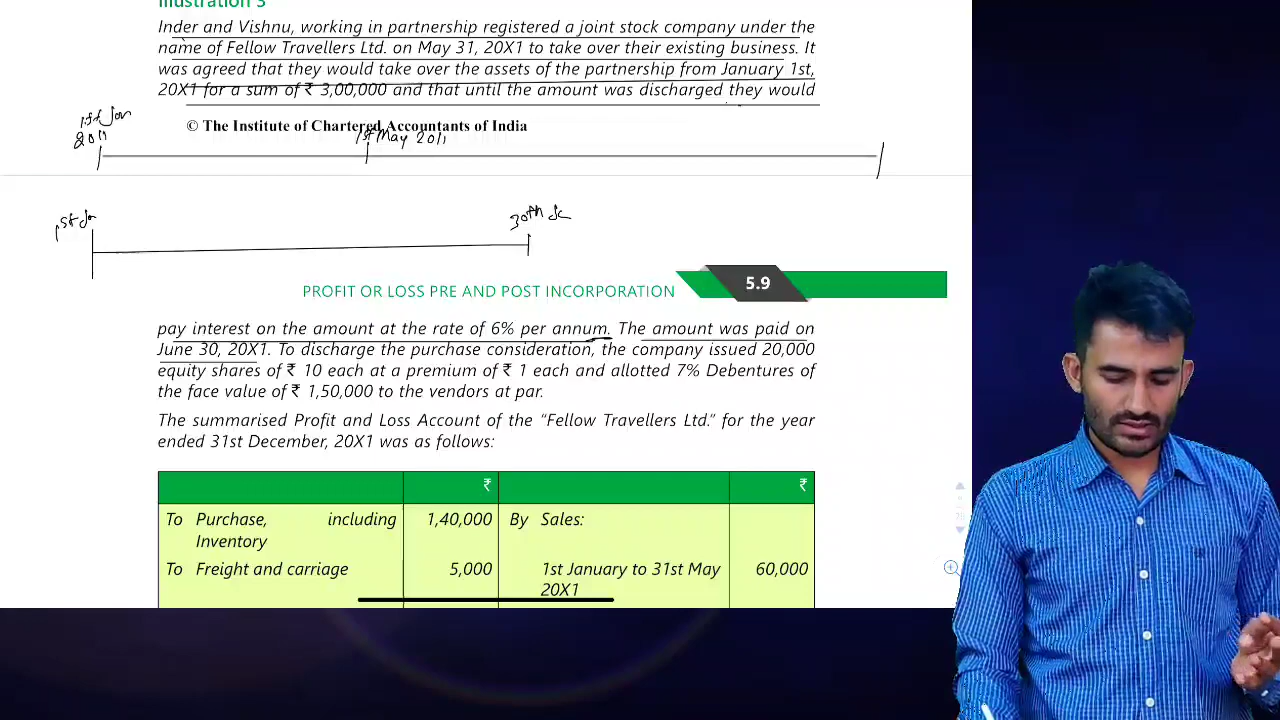 Illustration 3
Inder and Vishnu, working in partnership registered a joint stock company under the
name of Fellow Travellers Ltd. on May 31, 20X1 to take over their existing business. It
was agreed that they would take over the assets of the partnership from January 1st,
20X1 for a sum of ₹ 3,00,000 and that until the amount was discharged they would
1st Jan
2011
© The Institute of Chartered Accountants of India
1st May 2011
1st Jn
30th
PROFIT OR LOSS PRE AND POST INCORPORATION 5.9
pay interest on the amount at the rate of 6% per annum. The amount was paid on
June 30, 20X1. To discharge the purchase consideration, the company issued 20,000
equity shares of ₹ 10 each at a premium of ₹ 1 each and allotted 7% Debentures of
the face value of ₹ 1,50,000 to the vendors at par.
The summarised Profit and Loss Account of the “Fellow Travellers Ltd.” for the year
ended 31st December, 20X1 was as follows:
₹ ₹
To Purchase, including 1,40,000 By Sales:
Inventory
To Freight and carriage 5,000 1st January to 31st May 60,000
20X1